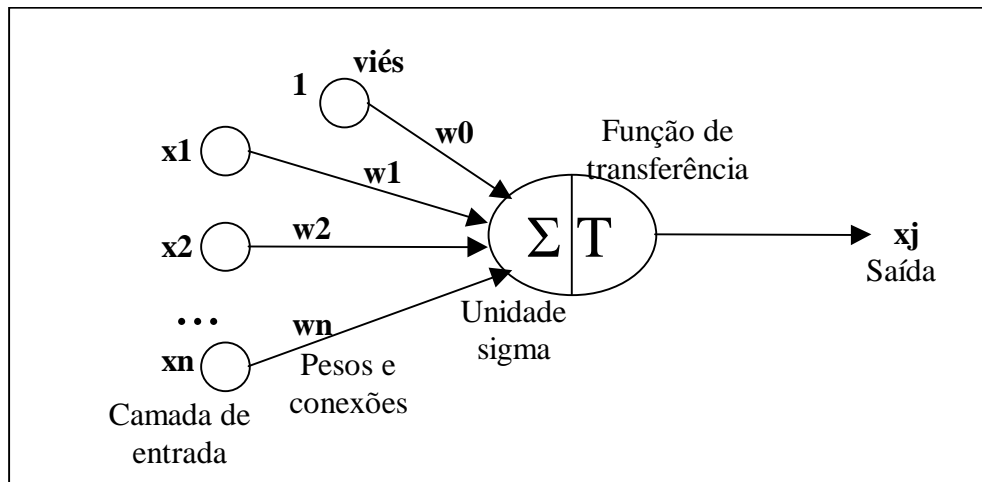 viés
1
w0
Função de
transferência
x1
w1
x2
w2
Σ T
xj
Saída
...
wn
Unidade
sigma
xn
Pesos e
conexões
Camada de
entrada